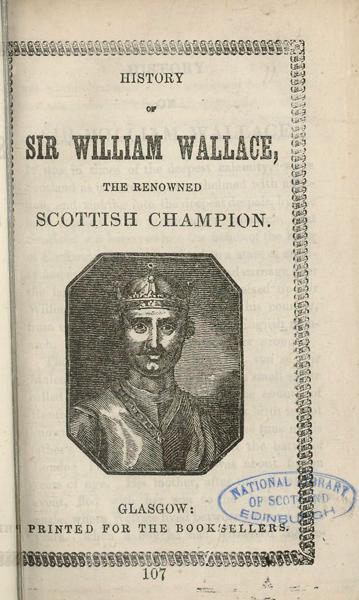 HISTORY
OF
SIR WILLIAM WALLACE,
THE RENOWNED
SCOTTISH CHAMPION.
GLASGOW:
PRINTED FOR THE BOOKSELLERS.
107
NATIONAL LIBRARY
OF SCOTLAND
EDINBURGH